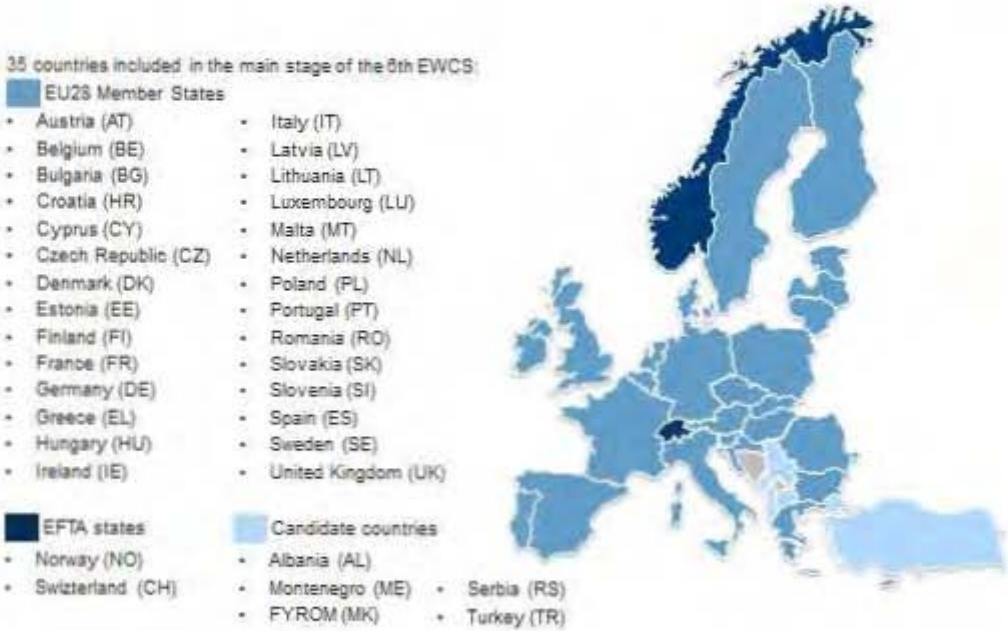 35 countries included in the main stage of the 6th EWCS:
EU28 Member States
• Austria (AT)
• Belgium (BE)
• Bulgaria (BG)
• Croatia (HR)
• Cyprus (CY)
• Czech Republic (CZ)
• Denmark (DK)
• Estonia (EE)
• Finland (FI)
• France (FR)
• Germany (DE)
• Greece (EL)
• Hungary (HU)
• Ireland (IE)
• Italy (IT)
• Latvia (LV)
• Lithuania (LT)
• Luxembourg (LU)
• Malta (MT)
• Netherlands (NL)
• Poland (PL)
• Portugal (PT)
• Romania (RO)
• Slovakia (SK)
• Slovenia (SI)
• Spain (ES)
• Sweden (SE)
• United Kingdom (UK)
EFTA states
• Norway (NO)
• Swizterland (CH)
Candidate countries
• Albania (AL)
• Montenegro (ME)
• FYROM (MK)
• Serbia (RS)
• Turkey (TR)